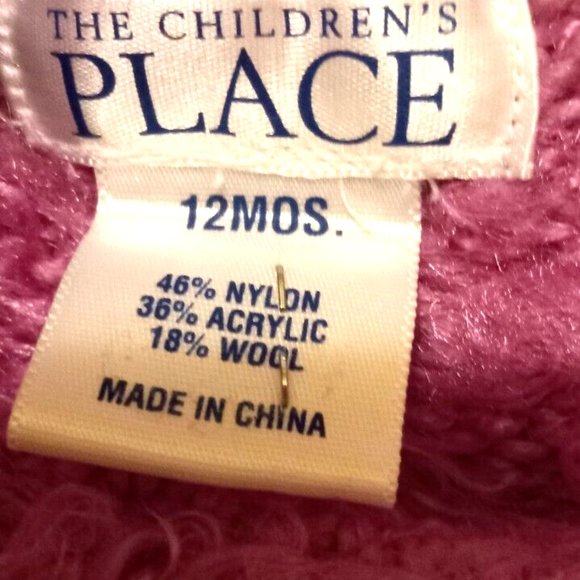 THE CHILDREN'S
PLACE
12MOS.
46% NYLON
36% ACRYLIC
18% WOOL
MADE IN CHINA